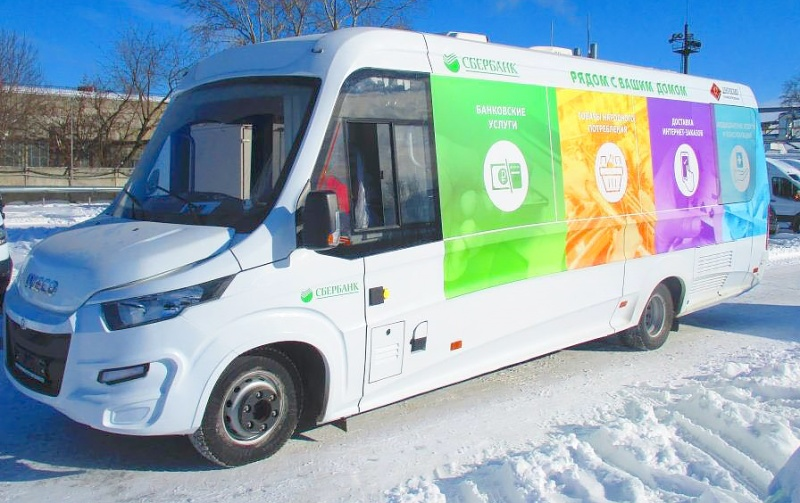 СБЕРБАНК
РЯДОМ С ВАШИМ ДОМОМ
БАНКОВСКИЕ
УСЛУГИ
ТОВАРЫ НАРОДНОГО
ПОТРЕБЛЕНИЯ
ДОСТАВКА
ИНТЕРНЕТ-ЗАКАЗОВ
СБЕРБАНК
IVECO